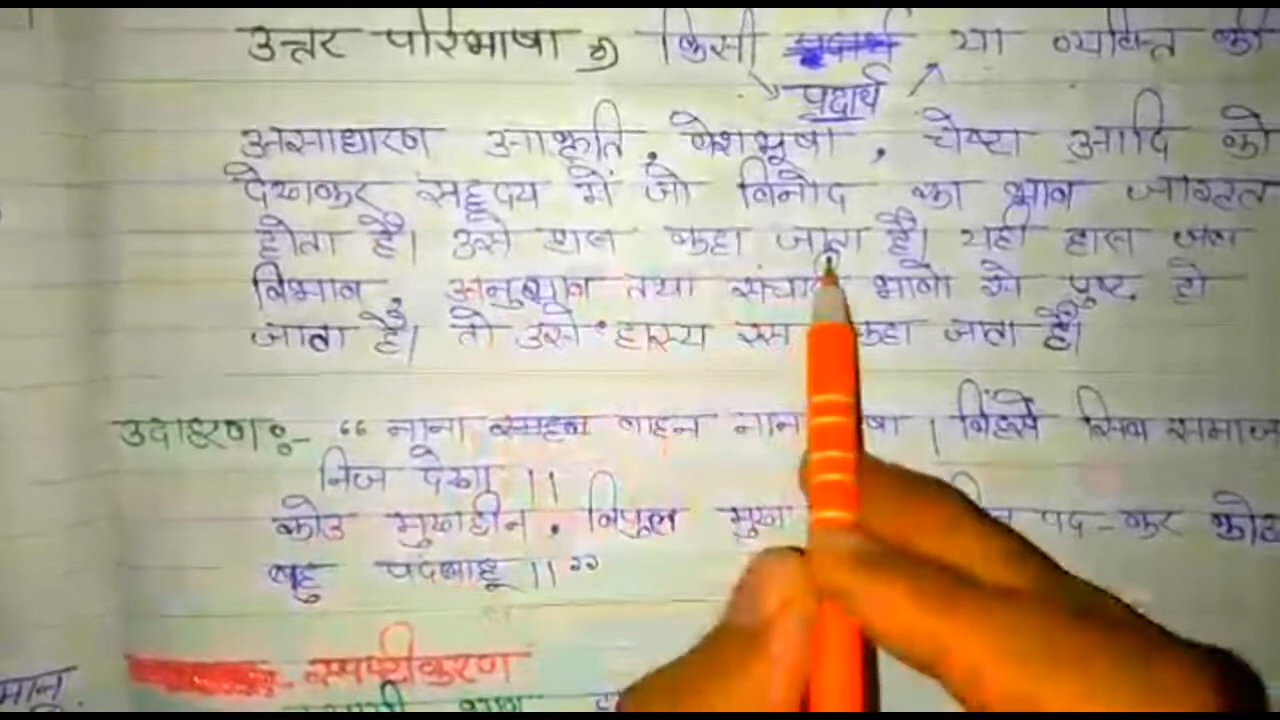 उत्तर परिभाषा किसी या व्यक्ति की
पदार्थ
असाधारण आकृति, वेशभूषा, चेष्टा आदि को
देखकर सहृदय में जो विनोद का भाव जाग्रत
होता है। उसे हास कहा जाता है। यही हास जब
विभाव, अनुभाव तथा भावो से पुष्ट हो
जाता है। तो उसे हास्य रस कहा जाता है।
उदाहरण:- "नाना वाहन नाना । विहसे सिव समाज
निज देखा ।।
कोउ मुखहीन, विपुल मुख पद-कर कोउ
बहु पदबाहू ।।"
स्पष्टीकरण